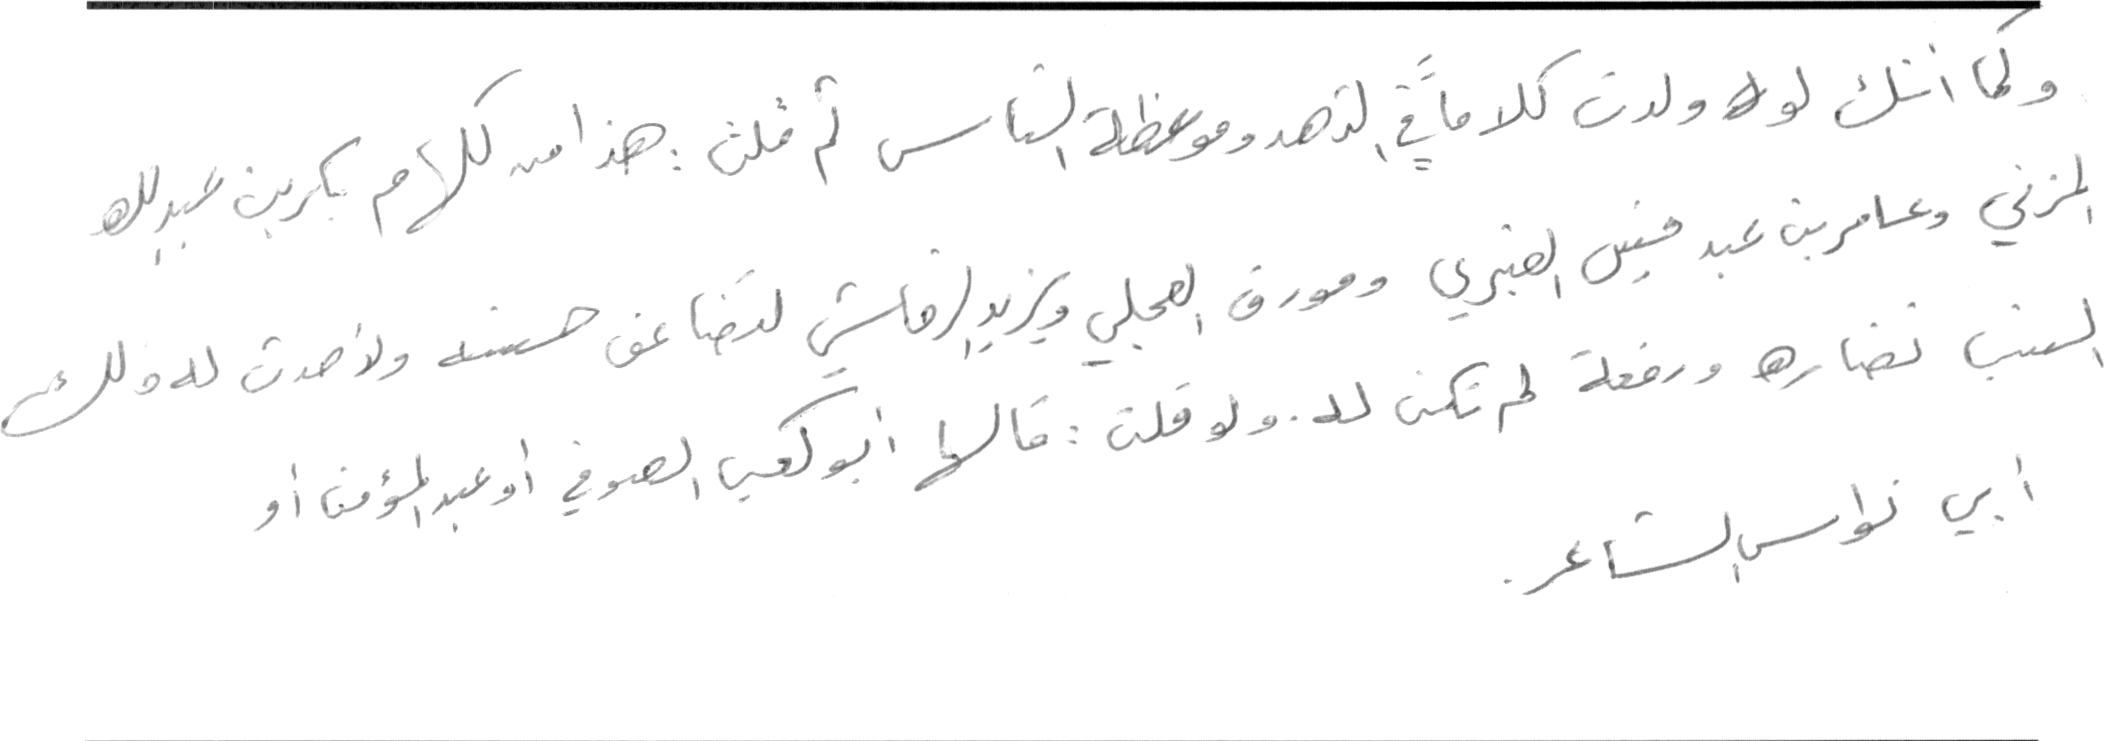 وكما أنك لو ولدت كلاماً في الزهد وموعظة الناس ثم قلت: هذا من كلام بكر بن عبد الله
المزني وعامر بن عبد قيس العنبري ومورق العجلي ويزيد الرقاشي لتضاعف حسنه ولأحدث له ذلك
النسب نضاره ورفعة لم تكن له. ولو قلت: قالها أبو كعب الصوفي أو عبد المؤمن أو
أبي نواس الشاعر.